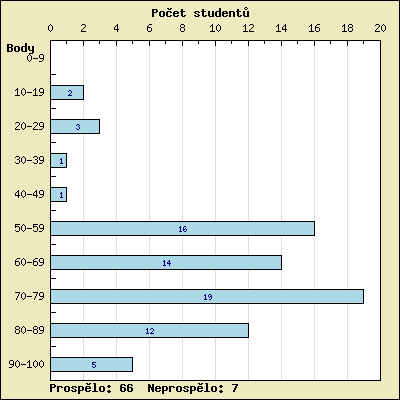 Počet studentů
0 2 4 6 8 10 12 14 16 18 20
Body
0-9
10-19 2
20-29 3
30-39 1
40-49 1
50-59 16
60-69 14
70-79 19
80-89 12
90-100 5
Prospělo: 66 Neprospělo: 7